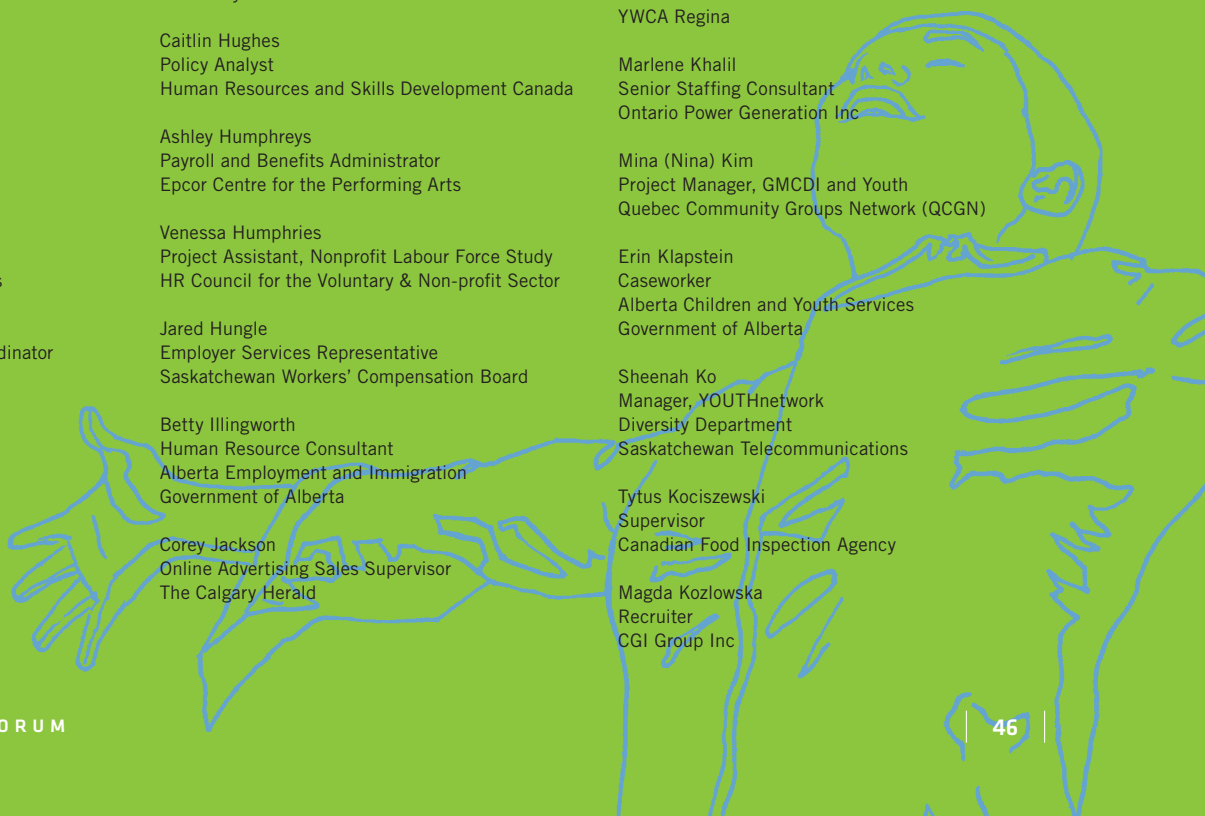 s
dinator
ORUM
Caitlin Hughes
Policy Analyst
Human Resources and Skills Development Canada
Ashley Humphreys
Payroll and Benefits Administrator
Epcor Centre for the Performing Arts
Venessa Humphries
Project Assistant, Nonprofit Labour Force Study
HR Council for the Voluntary & Non-profit Sector
Jared Hungle
Employer Services Representative
Saskatchewan Workers' Compensation Board
Betty Illingworth
Human Resource Consultant
Alberta Employment and Immigration
Government of Alberta
Corey Jackson
Online Advertising Sales Supervisor
The Calgary Herald
YWCA Regina
Marlene Khalil
Senior Staffing Consultant
Ontario Power Generation Inc
Mina (Nina) Kim
Project Manager, GMCDI and Youth
Quebec Community Groups Network (QCGN)
Erin Klapstein
Caseworker
Alberta Children and Youth Services
Government of Alberta
Sheenah Ko
Manager, YOUTHnetwork
Diversity Department
Saskatchewan Telecommunications
Tytus Kociszewski
Supervisor
Canadian Food Inspection Agency
Magda Kozlowska
Recruiter
CGI Group Inc
46